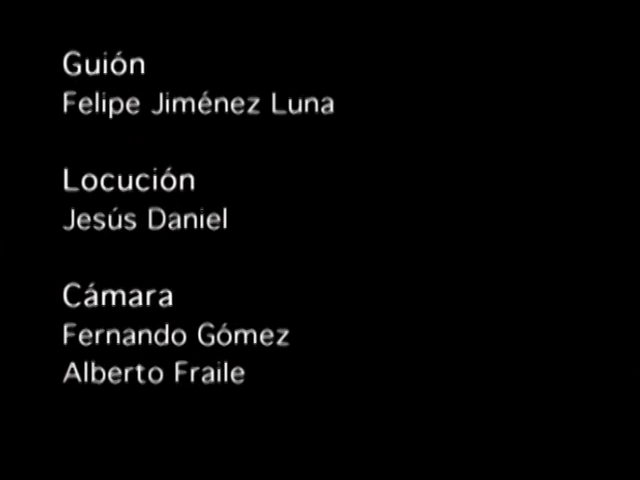 Guión
Felipe Jiménez Luna
Locución
Jesús Daniel
Cámara
Fernando Gómez
Alberto Fraile